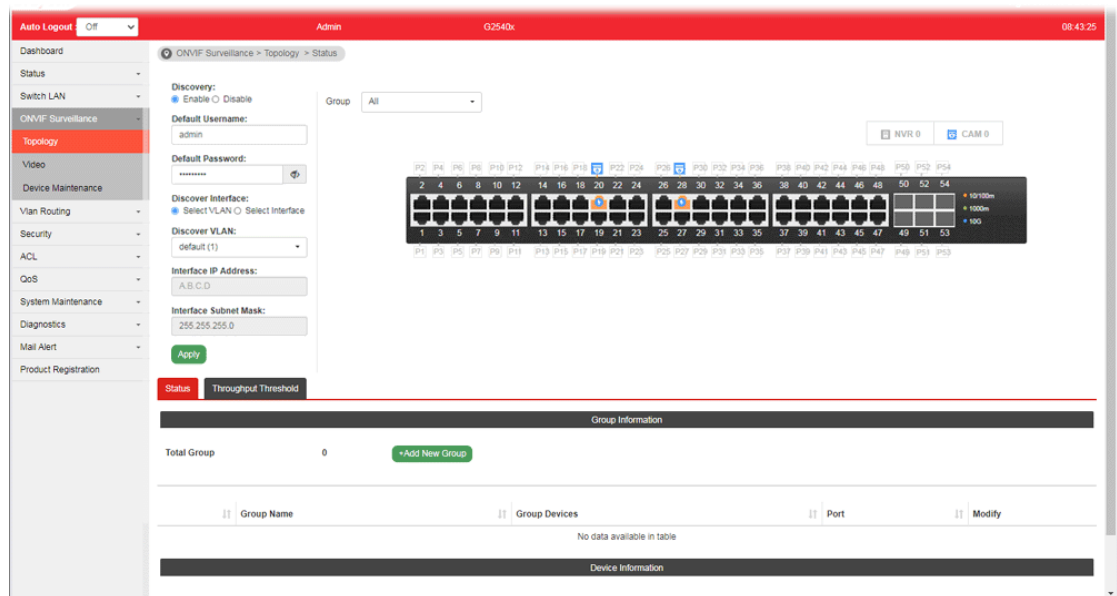 Auto Logout : Off
Admin
G2540x
08:43:25
Dashboard
Status
Switch LAN
ONVIF Surveillance
Topology
Video
Device Maintenance
Vlan Routing
Security
ACL
QoS
System Maintenance
Diagnostics
Mail Alert
Product Registration
ONVIF Surveillance > Topology > Status
Discovery:
Enable Disable
Default Username:
admin
Default Password:
•••••••••
Discover Interface:
Select VLAN Select Interface
Discover VLAN:
default (1)
Interface IP Address:
A.B.C.D
Interface Subnet Mask:
255.255.255.0
Apply
Group All
NVR 0 CAM 0
P2 P4 P6 P8 P10 P12 P14 P16 P18 P22 P24 P26 P30 P32 P34 P36 P38 P40 P42 P44 P46 P48 P50 P52 P54
2 4 6 8 10 12 14 16 18 20 22 24 26 28 30 32 34 36 38 40 42 44 46 48 50 52 54
10/100m
1000m
10G
1 3 5 7 9 11 13 15 17 19 21 23 25 27 29 31 33 35 37 39 41 43 45 47 49 51 53
P1 P3 P5 P7 P9 P11 P13 P15 P17 P19 P21 P23 P25 P27 P29 P31 P33 P35 P37 P39 P41 P43 P45 P47 P49 P51 P53
Status Throughput Threshold
Group Information
Total Group 0 +Add New Group
Group Name Group Devices Port Modify
No data available in table
Device Information